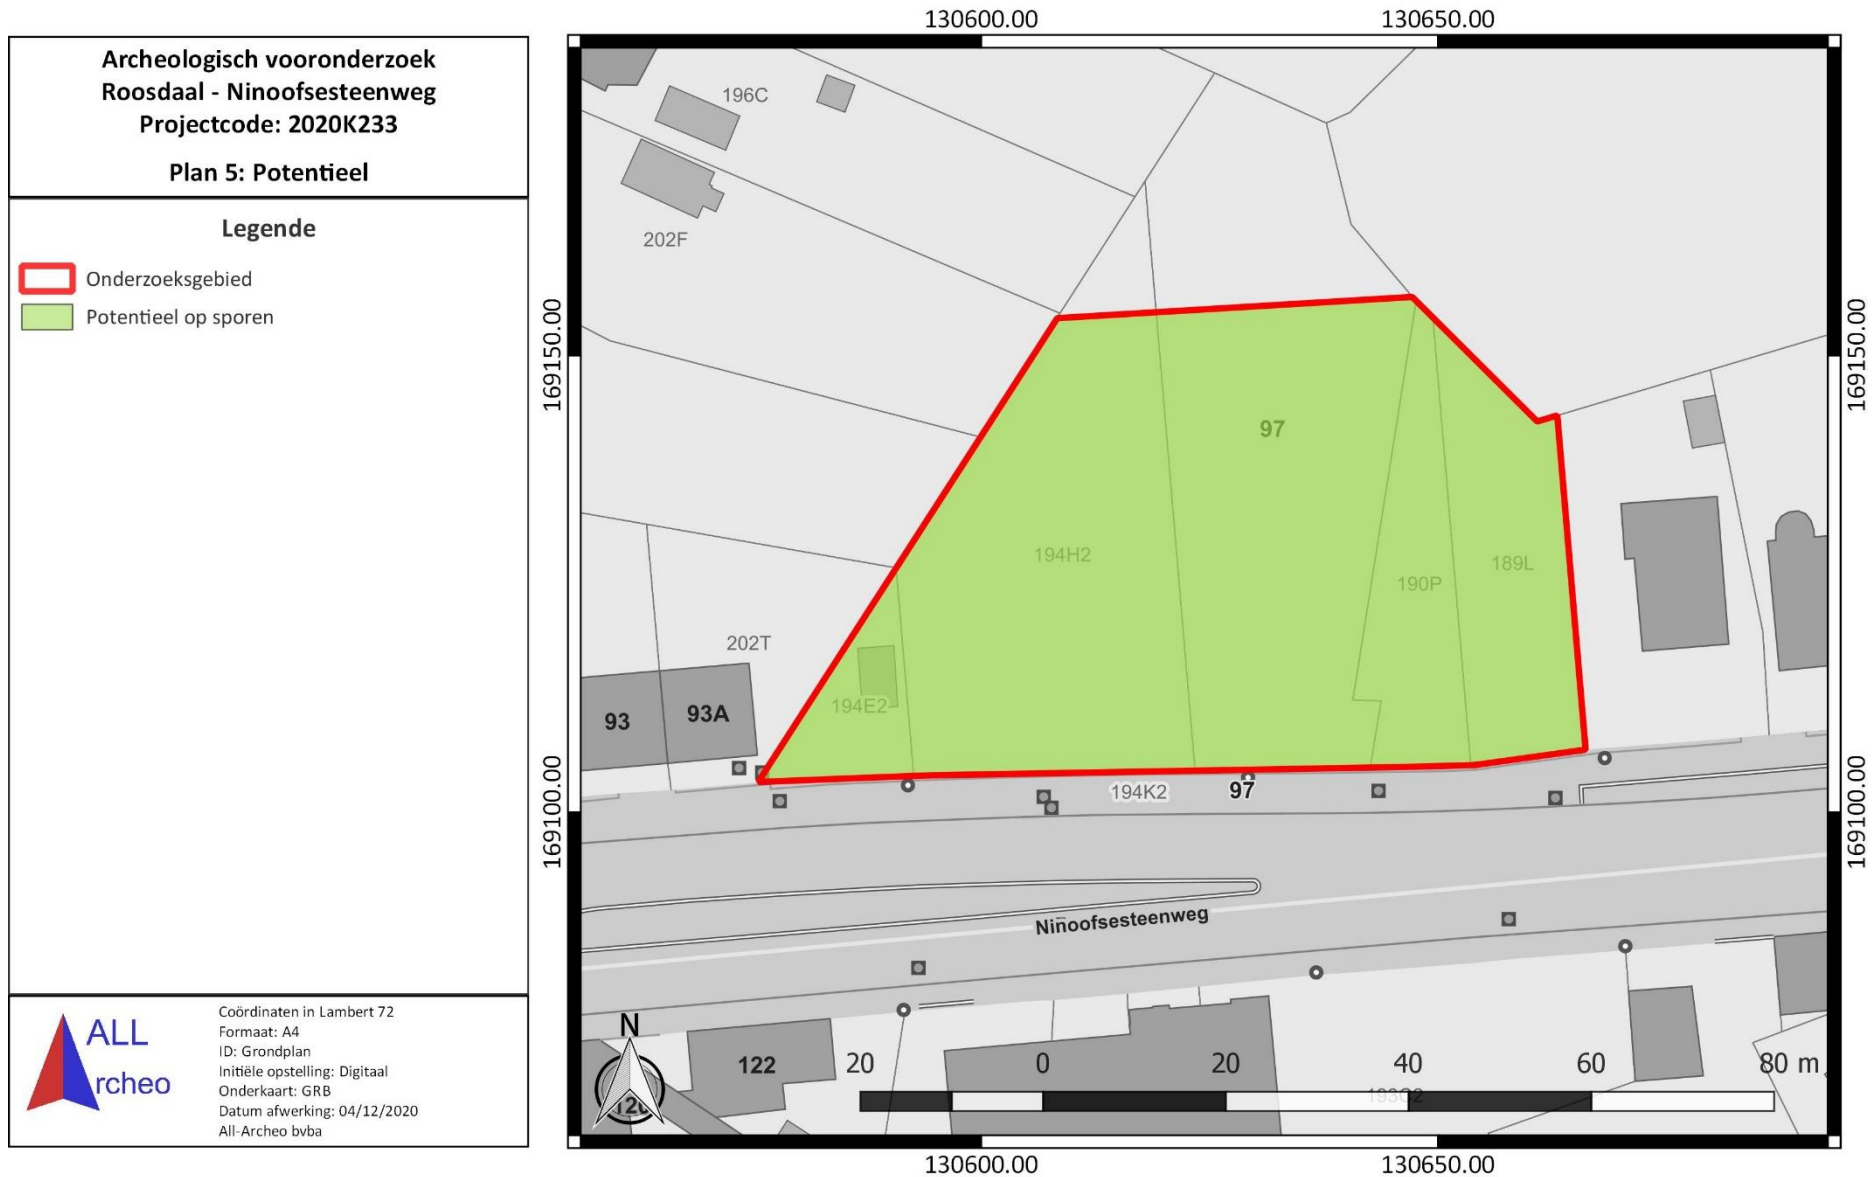 Archeologisch vooronderzoek
Roosdaal - Ninoofsesteenweg
Projectcode: 2020K233
Plan 5: Potentieel
Legende
Onderzoeksgebied
Potentieel op sporen
ALL
rcheo
Coördinaten in Lambert 72
Formaat: A4
ID: Grondplan
Initiële opstelling: Digitaal
Onderkaart: GRB
Datum afwerking: 04/12/2020
All-Archeo bvba
130600.00 130650.00
169150.00
169100.00
196C
202F
97
194H2
190P
189L
202T
194E2
93
93A
194K2
97
Ninoofsesteenweg
N
122
20 0 20 40 60 80 m
193C2
169150.00
169100.00
130600.00 130650.00